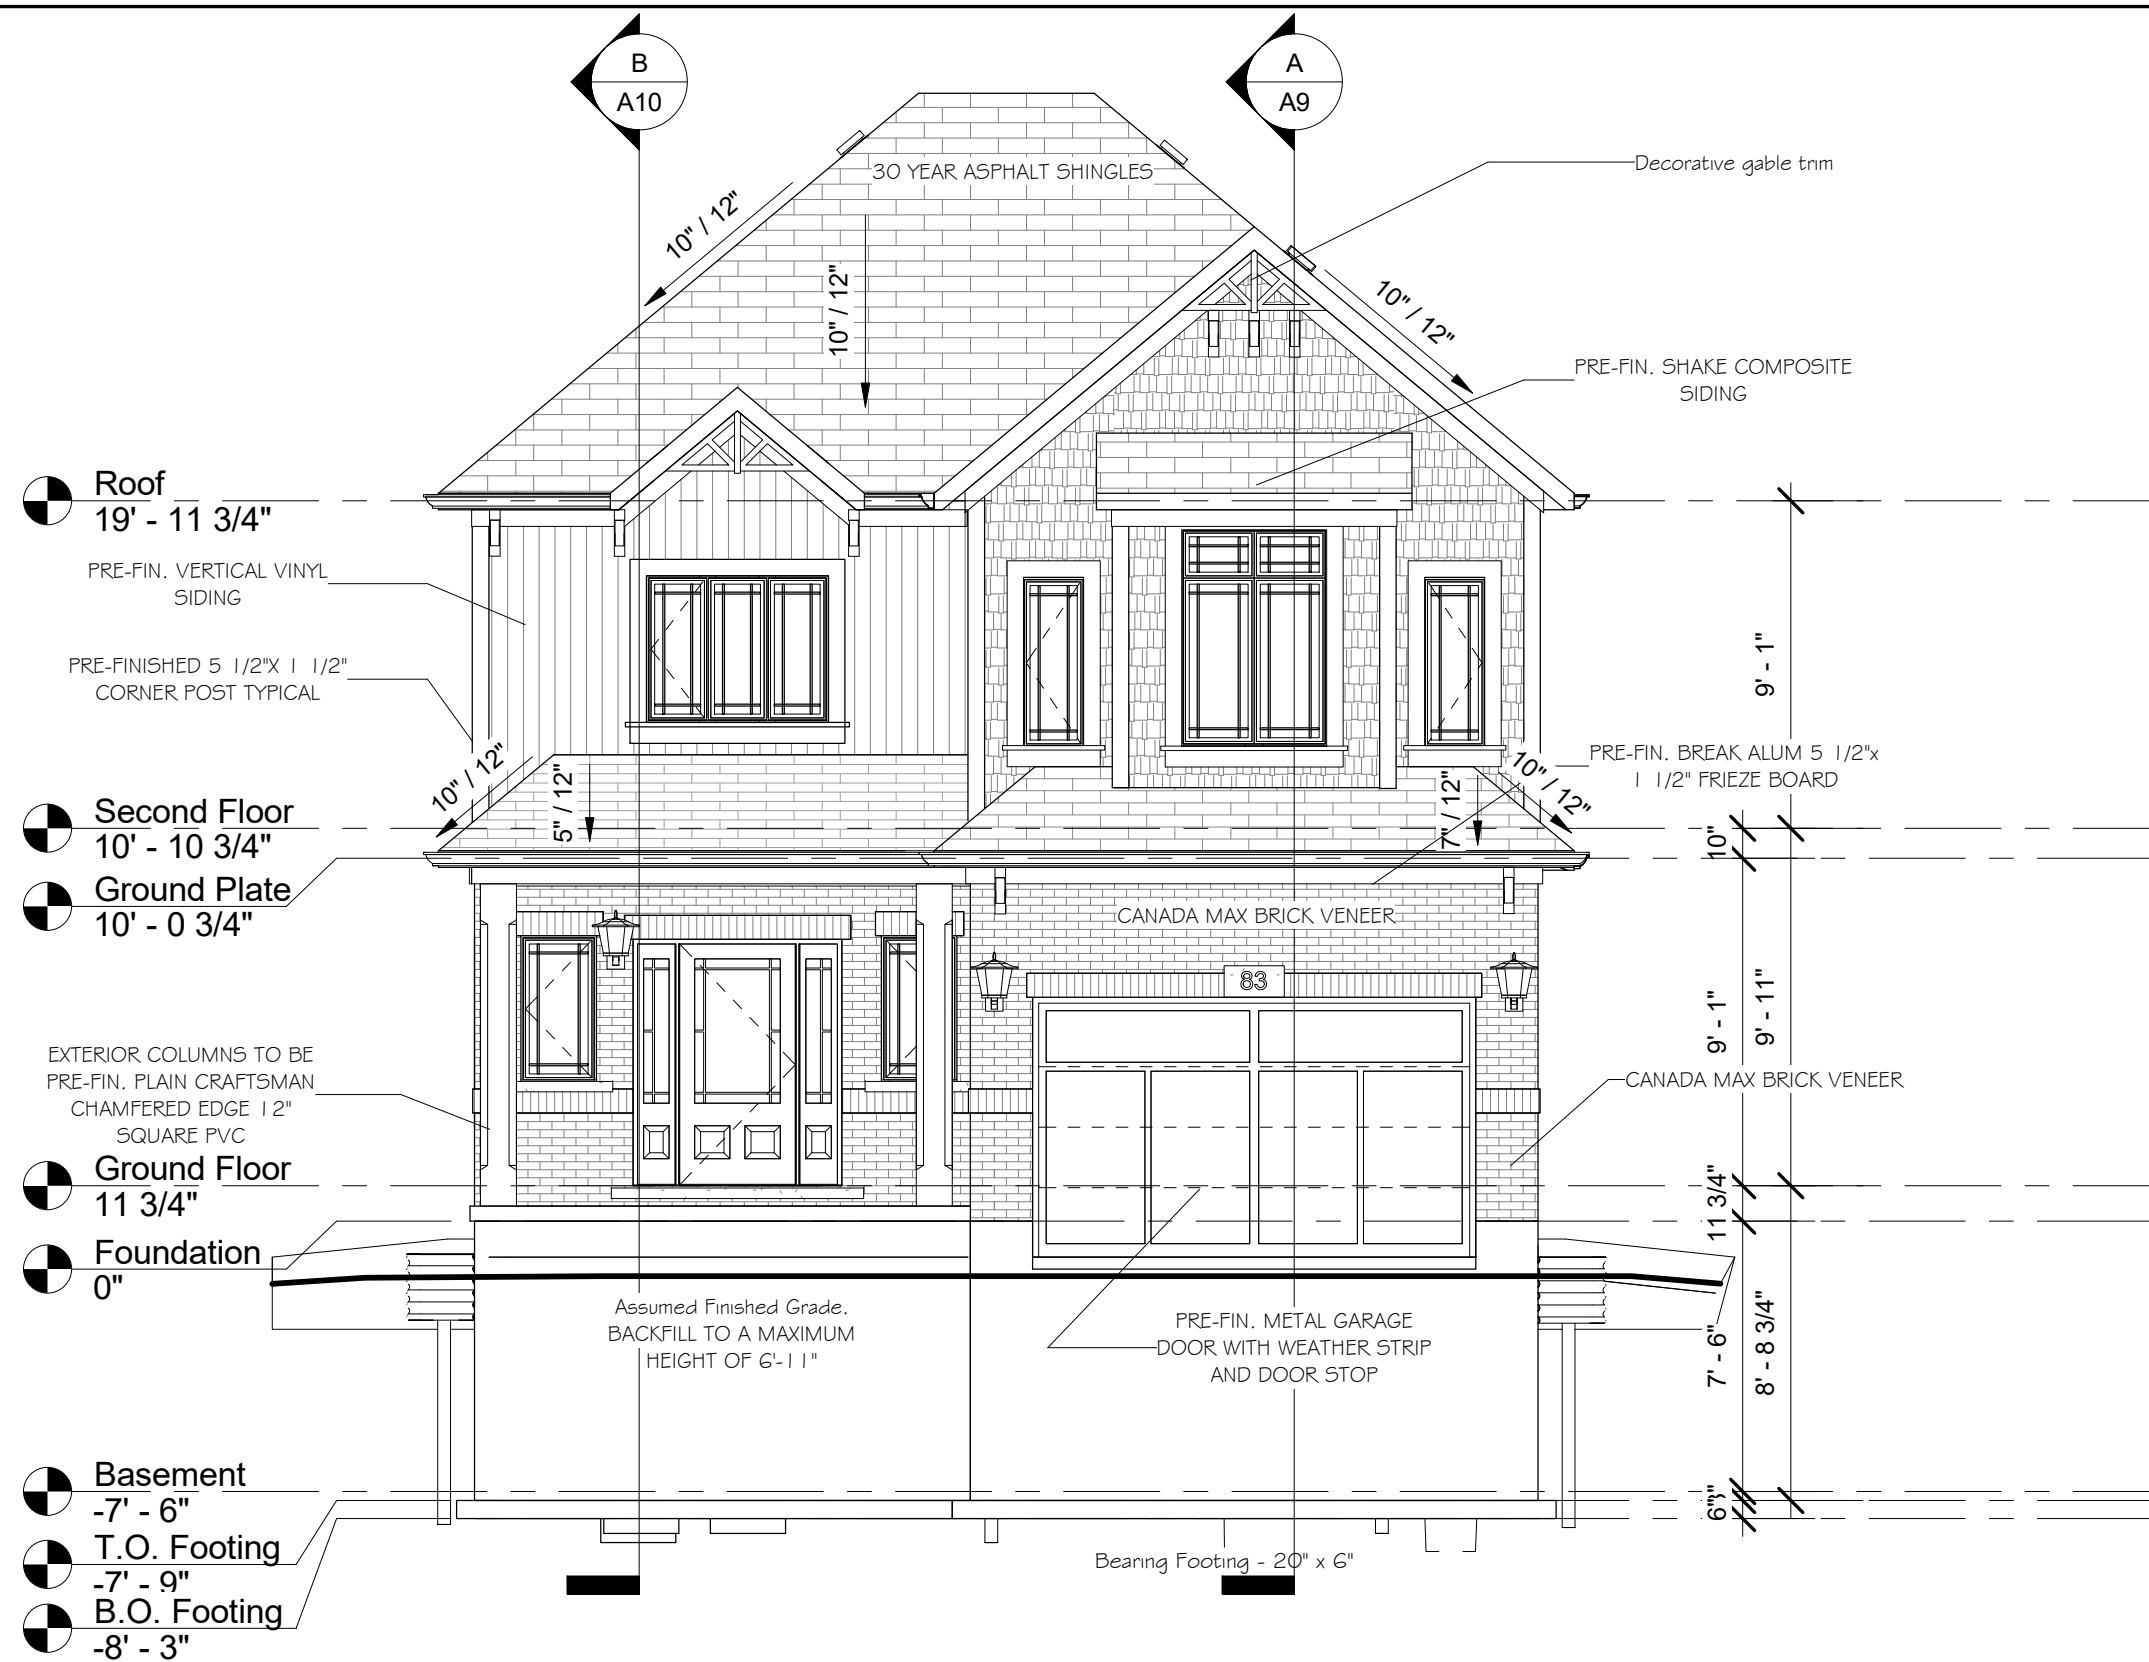 B
A10
A
A9
30 YEAR ASPHALT SHINGLES
Decorative gable trim
10" / 12"
10" / 12"
10" / 12"
PRE-FIN. SHAKE COMPOSITE
SIDING
Roof
19' - 11 3/4"
PRE-FIN. VERTICAL VINYL
SIDING
PRE-FINISHED 5 1/2"X 1 1/2"
CORNER POST TYPICAL
9' - 1"
PRE-FIN. BREAK ALUM 5 1/2"x
1 1/2" FRIEZE BOARD
10" / 12"
5" / 12"
7" / 12"
10" / 12"
Second Floor
10' - 10 3/4"
10"
Ground Plate
10' - 0 3/4"
CANADA MAX BRICK VENEER
83
9' - 1"
9' - 11"
EXTERIOR COLUMNS TO BE
PRE-FIN. PLAIN CRAFTSMAN
CHAMFERED EDGE 12"
SQUARE PVC
CANADA MAX BRICK VENEER
Ground Floor
11 3/4"
11 3/4"
Foundation
0"
Assumed Finished Grade.
BACKFILL TO A MAXIMUM
HEIGHT OF 6'-11"
PRE-FIN. METAL GARAGE
DOOR WITH WEATHER STRIP
AND DOOR STOP
7' - 6"
8' - 8 3/4"
Basement
-7' - 6"
6"
T.O. Footing
-7' - 9"
Bearing Footing - 20" x 6"
B.O. Footing
-8' - 3"